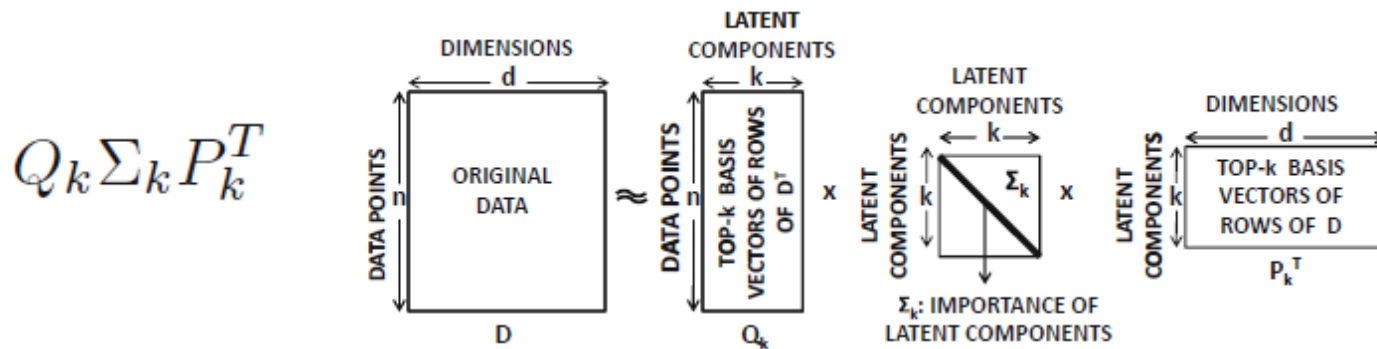 Q_k Σ_k P_k^T
DIMENSIONS
d
DATA POINTS
n
ORIGINAL
DATA
D
≈
LATENT
COMPONENTS
k
DATA POINTS
n
TOP-k BASIS
VECTORS OF ROWS
OF D^T
Q_k
x
LATENT
COMPONENTS
k
LATENT
COMPONENTS
k
Σ_k
Σ_k: IMPORTANCE OF
LATENT COMPONENTS
x
DIMENSIONS
d
LATENT
COMPONENTS
k
TOP-k BASIS
VECTORS OF
ROWS OF D
P_k^T